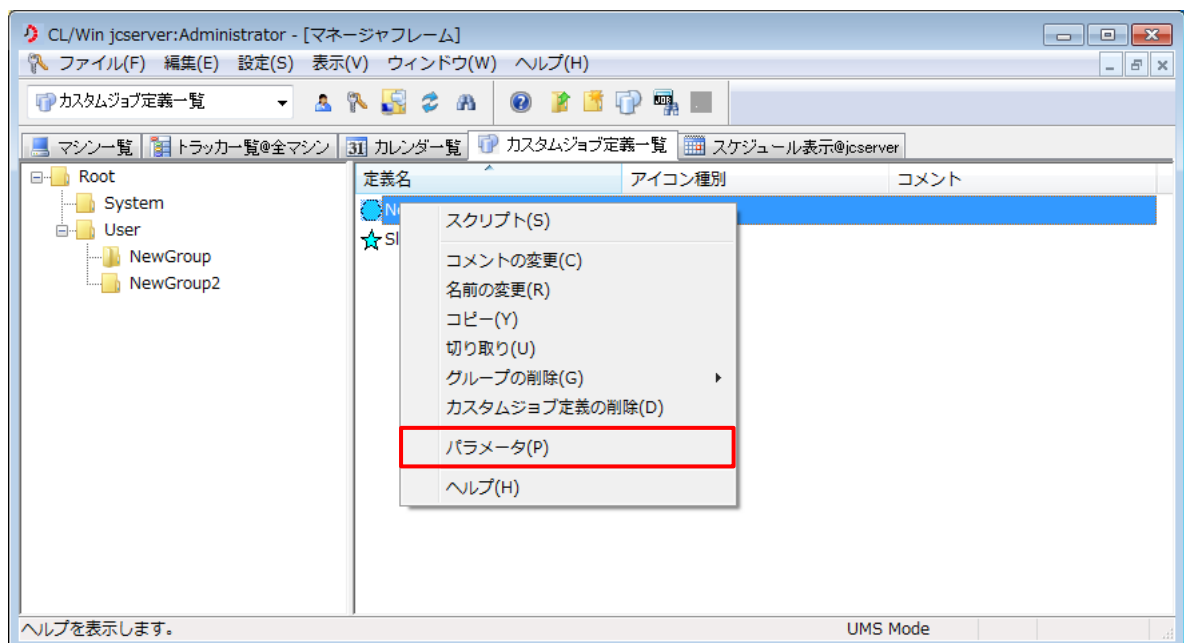 CL/Win jcserver:Administrator - [マネージャフレーム]
ファイル(F) 編集(E) 設定(S) 表示(V) ウィンドウ(W) ヘルプ(H)
カスタムジョブ定義一覧
マシン一覧 トラッカー一覧@全マシン 31 カレンダー一覧 カスタムジョブ定義一覧 スケジュール表示@jcserver
Root
System
User
NewGroup
NewGroup2
定義名 アイコン種別 コメント
スクリプト(S)
コメントの変更(C)
名前の変更(R)
コピー(Y)
切り取り(U)
グループの削除(G)
カスタムジョブ定義の削除(D)
パラメータ(P)
ヘルプ(H)
ヘルプを表示します。 UMS Mode